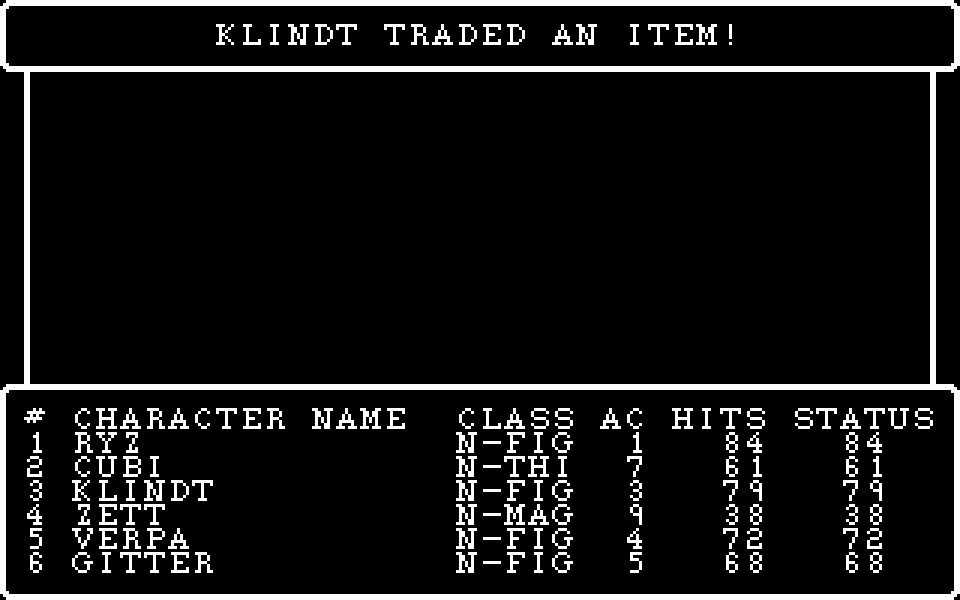 KLINDT TRADED AN ITEM!
# CHARACTER NAME CLASS AC HITS STATUS
1 RYZ N-FIG 1 84 84
2 CUBI N-THI 7 61 61
3 KLINDT N-FIG 3 79 79
4 ZETT N-MAG 9 38 38
5 VERPA N-FIG 4 72 72
6 GITTER N-FIG 5 68 68